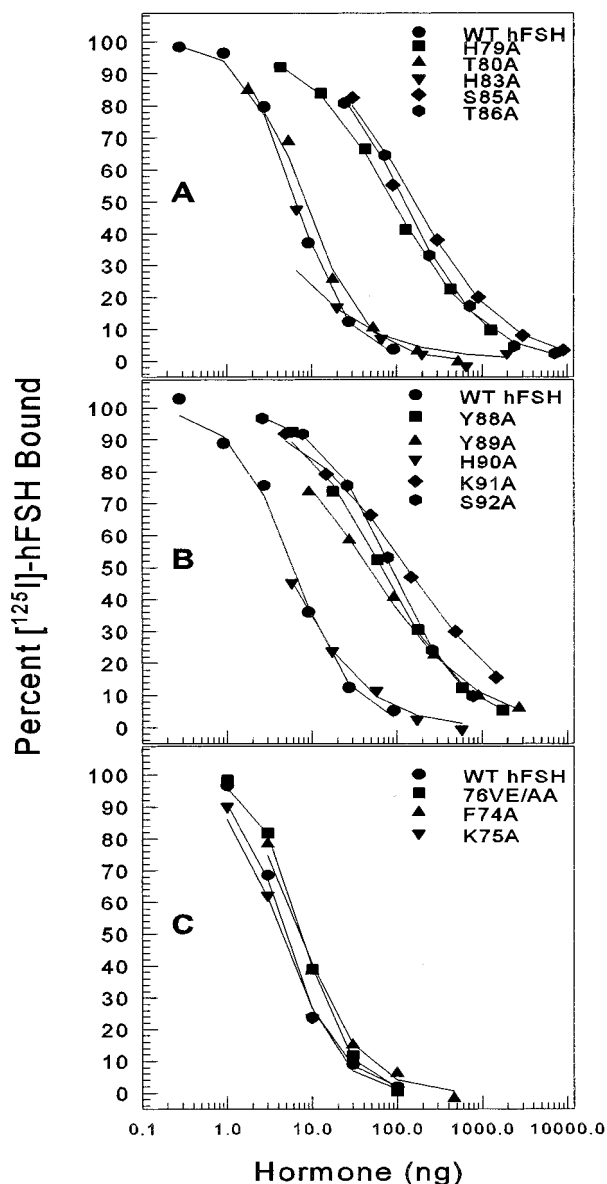 Percent [¹²⁵I]-hFSH Bound
100
90
80
70
60
50
40
30
20
10
0
A
WT hFSH
H79A
T80A
H83A
S85A
T86A
100
90
80
70
60
50
40
30
20
10
0
B
WT hFSH
Y88A
Y89A
H90A
K91A
S92A
100
90
80
70
60
50
40
30
20
10
0
C
WT hFSH
76VE/AA
F74A
K75A
0.1 1.0 10.0 100.0 1000.0 10000.0
Hormone (ng)